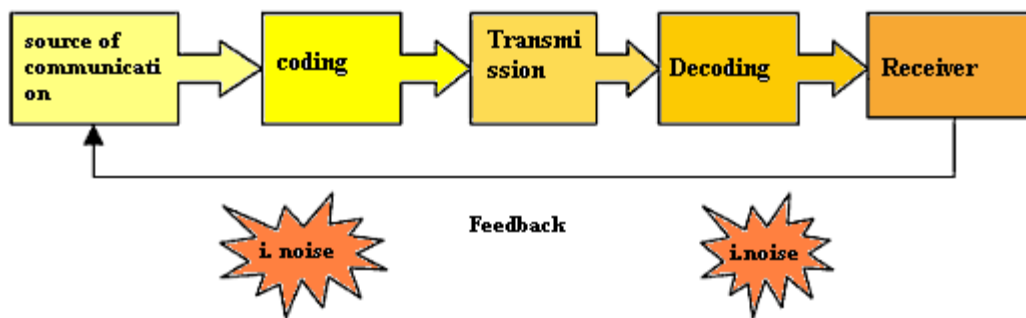 source of
communicati
on
coding
Transmi
ssion
Decoding
Receiver
Feedback
i. noise
i.noise